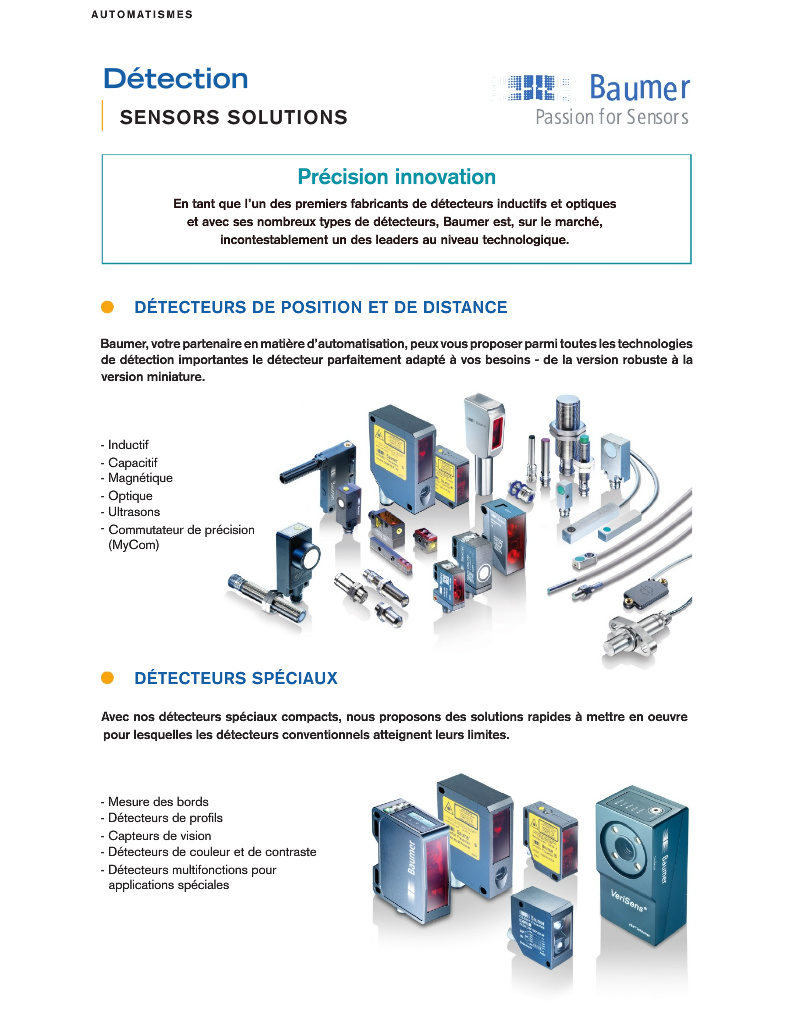 AUTOMATISMES
Détection
SENSORS SOLUTIONS
Baumer
Passion for Sensors
Précision innovation
En tant que l'un des premiers fabricants de détecteurs inductifs et optiques
et avec ses nombreux types de détecteurs, Baumer est, sur le marché,
incontestablement un des leaders au niveau technologique.
DÉTECTEURS DE POSITION ET DE DISTANCE
Baumer, votre partenaire en matière d'automatisation, peux vous proposer parmi toutes les technologies
de détection importantes le détecteur parfaitement adapté à vos besoins - de la version robuste à la
version miniature.
- Inductif
- Capacitif
- Magnétique
- Optique
- Ultrasons
- Commutateur de précision
(MyCom)
DÉTECTEURS SPÉCIAUX
Avec nos détecteurs spéciaux compacts, nous proposons des solutions rapides à mettre en oeuvre
pour lesquelles les détecteurs conventionnels atteignent leurs limites.
- Mesure des bords
- Détecteurs de profils
- Capteurs de vision
- Détecteurs de couleur et de contraste
- Détecteurs multifonctions pour
applications spéciales
Baumer
Baumer
Baumer
VeriSens®